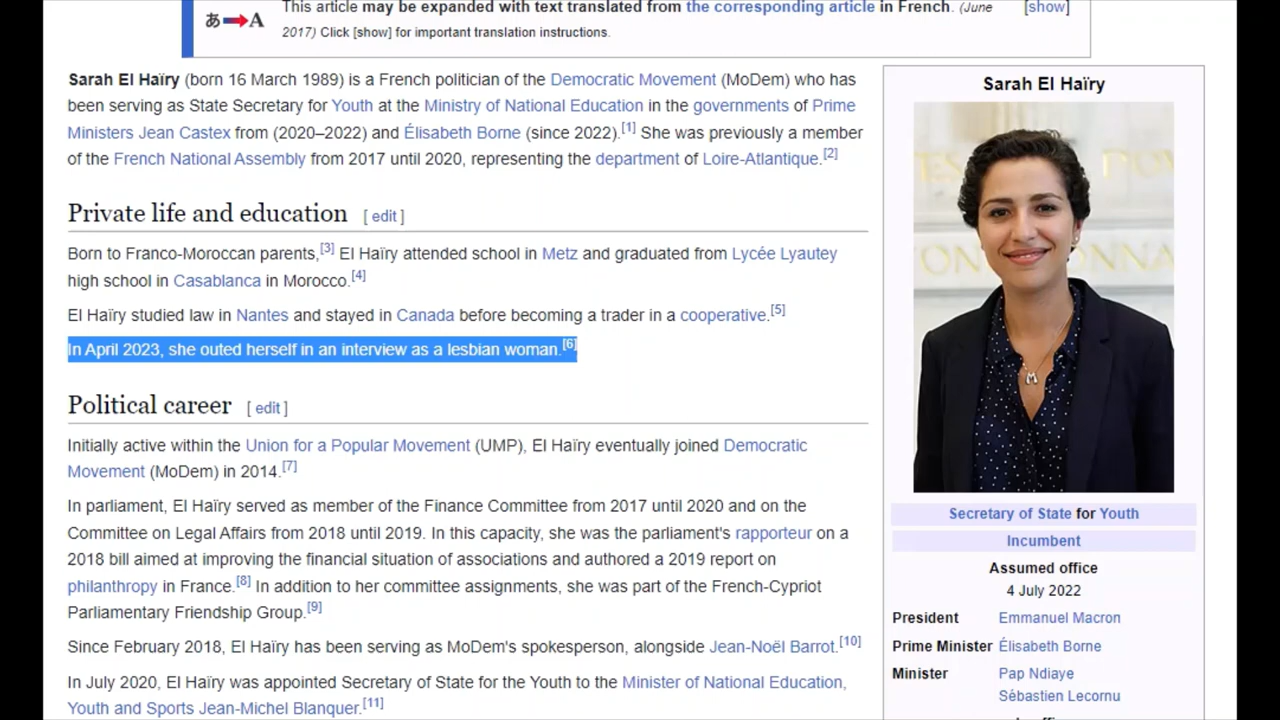 This article may be expanded with text translated from the corresponding article in French. (June [show]
あ A
2017) Click [show] for important translation instructions.
Sarah El Haïry (born 16 March 1989) is a French politician of the Democratic Movement (MoDem) who has
been serving as State Secretary for Youth at the Ministry of National Education in the governments of Prime
Ministers Jean Castex from (2020–2022) and Élisabeth Borne (since 2022).[1] She was previously a member
of the French National Assembly from 2017 until 2020, representing the department of Loire-Atlantique.[2]
Private life and education [ edit ]
Born to Franco-Moroccan parents,[3] El Haïry attended school in Metz and graduated from Lycée Lyautey
high school in Casablanca in Morocco.[4]
El Haïry studied law in Nantes and stayed in Canada before becoming a trader in a cooperative.[5]
In April 2023, she outed herself in an interview as a lesbian woman.[6]
Political career [ edit ]
Initially active within the Union for a Popular Movement (UMP), El Haïry eventually joined Democratic
Movement (MoDem) in 2014.[7]
In parliament, El Haïry served as member of the Finance Committee from 2017 until 2020 and on the
Committee on Legal Affairs from 2018 until 2019. In this capacity, she was the parliament's rapporteur on a
2018 bill aimed at improving the financial situation of associations and authored a 2019 report on
philanthropy in France.[8] In addition to her committee assignments, she was part of the French-Cypriot
Parliamentary Friendship Group.[9]
Since February 2018, El Haïry has been serving as MoDem's spokesperson, alongside Jean-Noël Barrot.[10]
In July 2020, El Haïry was appointed Secretary of State for the Youth to the Minister of National Education,
Youth and Sports Jean-Michel Blanquer.[11]
Sarah El Haïry
Secretary of State for Youth
Incumbent
Assumed office
4 July 2022
President Emmanuel Macron
Prime Minister Élisabeth Borne
Minister Pap Ndiaye
Sébastien Lecornu